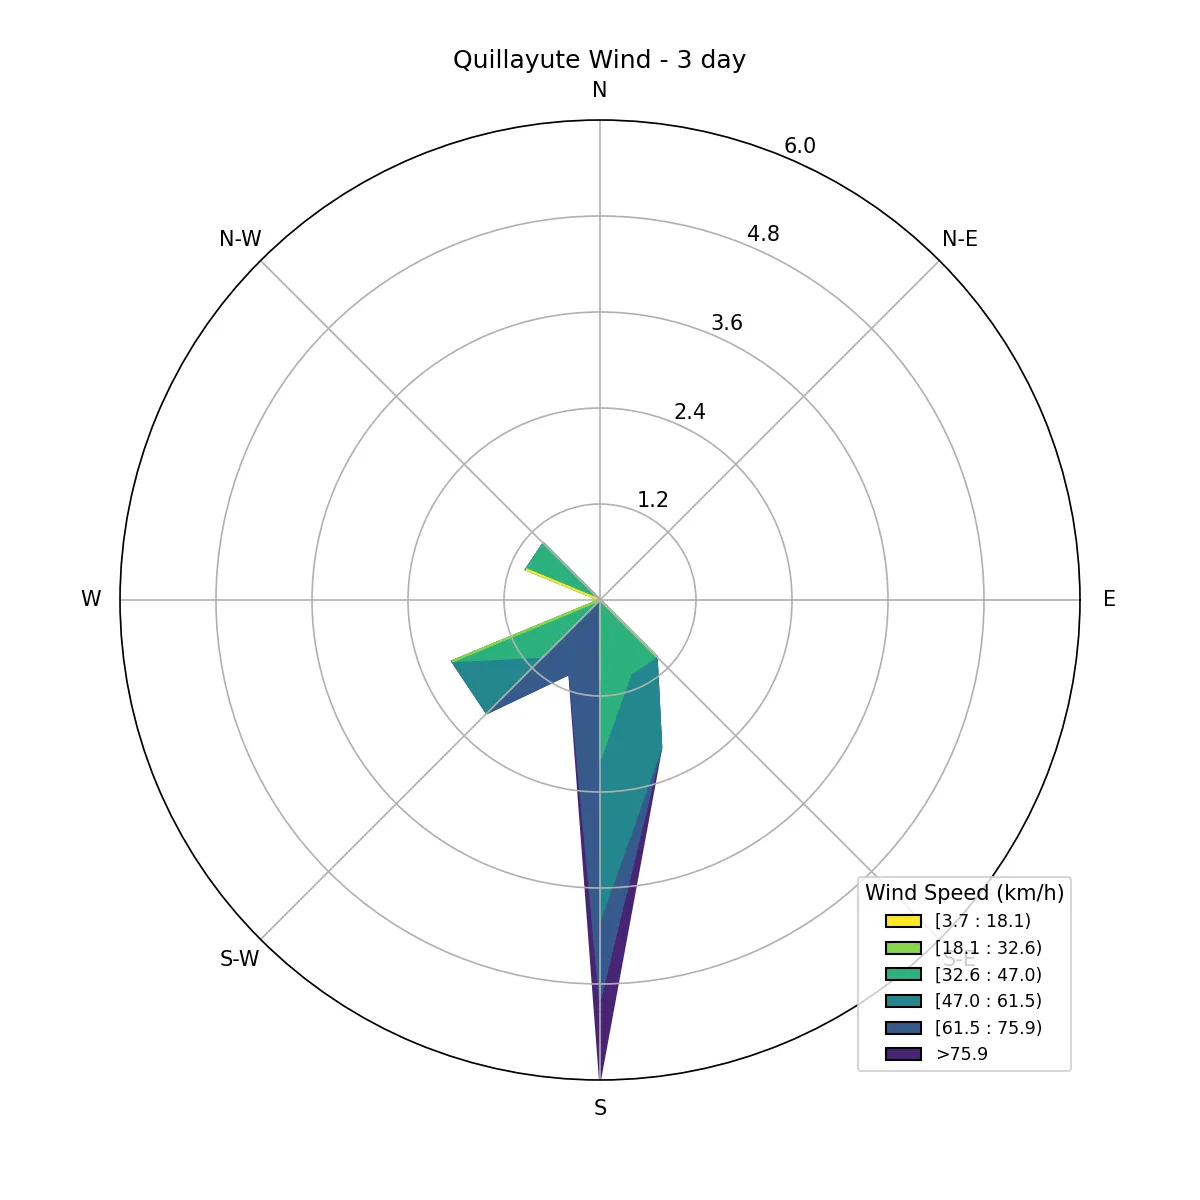 Quillayute Wind - 3 day
N
6.0
N-W
N-E
4.8
3.6
2.4
1.2
W
E
S-W
S-E
S
Wind Speed (km/h)
[3.7 : 18.1)
[18.1 : 32.6)
[32.6 : 47.0)
[47.0 : 61.5)
[61.5 : 75.9)
>75.9